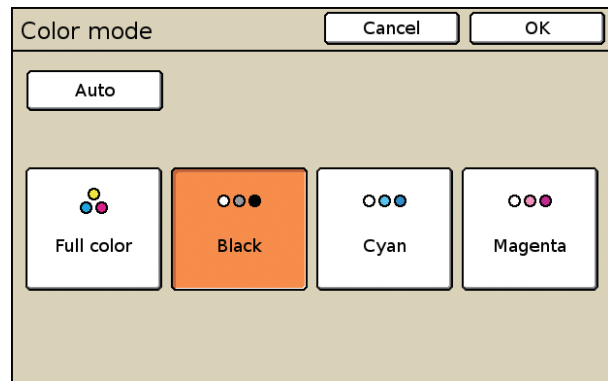 Color mode
Cancel
OK
Auto
Full color
Black
Cyan
Magenta